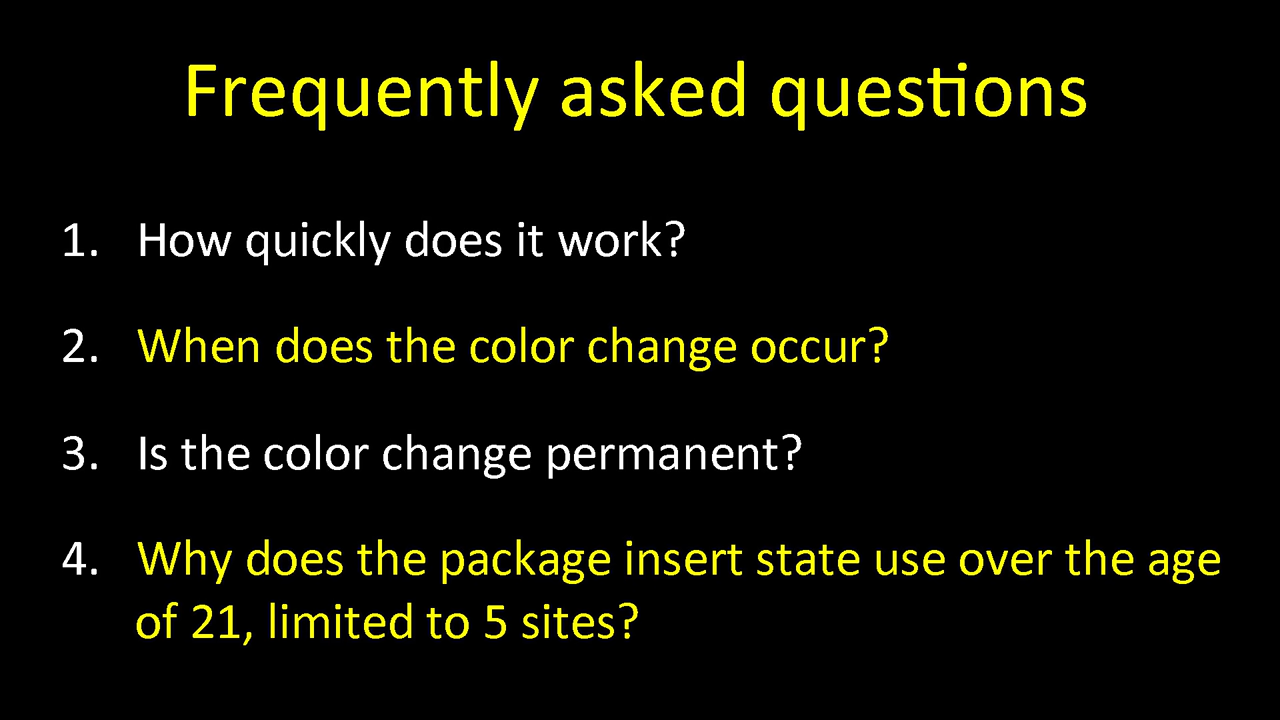 Frequently asked questions
1. How quickly does it work?
2. When does the color change occur?
3. Is the color change permanent?
4. Why does the package insert state use over the age
of 21, limited to 5 sites?